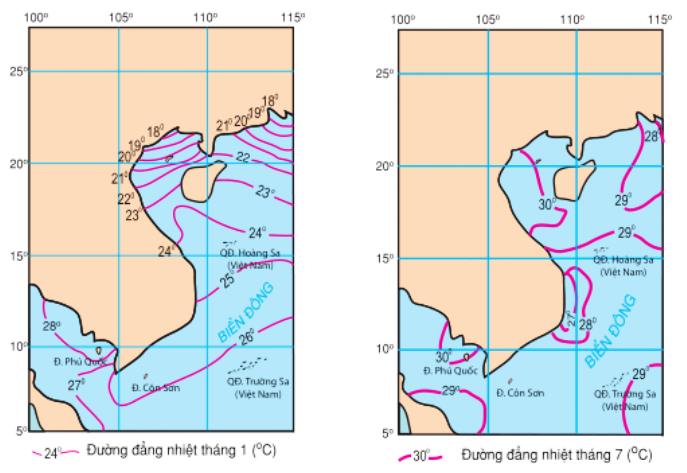 100° 105° 110° 115°
25°
20°
15°
10°
5°
18° 19° 20° 21° 22° 23° 24°
21° 20° 19° 18°
22
23°
24°
QĐ. Hoàng Sa
(Việt Nam)
25°
BIỂN ĐÔNG
26°
28°
Đ. Phú Quốc
27°
Đ. Côn Sơn
QĐ. Trường Sa
(Việt Nam)
24° Đường đẳng nhiệt tháng 1 (°C)
100° 105° 110° 115°
25°
20°
15°
10°
5°
28°
29°
30°
29°
QĐ. Hoàng Sa
(Việt Nam)
27°
28°
BIỂN ĐÔNG
30°
Đ. Phú Quốc
29°
Đ. Côn Sơn
29°
QĐ. Trường Sa
(Việt Nam)
30° Đường đẳng nhiệt tháng 7 (°C)